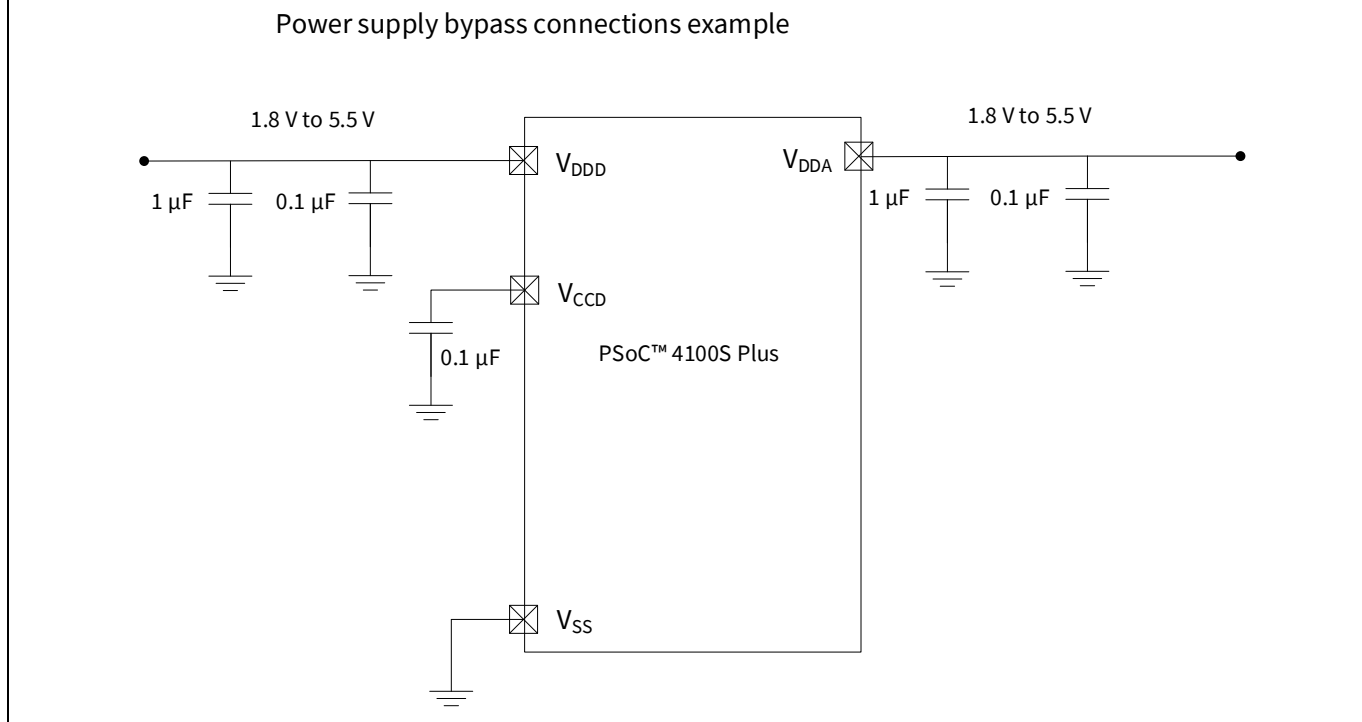 Power supply bypass connections example
1.8 V to 5.5 V
1.8 V to 5.5 V
VDDD
VDDA
1 µF
0.1 µF
1 µF
0.1 µF
VCCD
0.1 µF
PSoC™ 4100S Plus
VSS